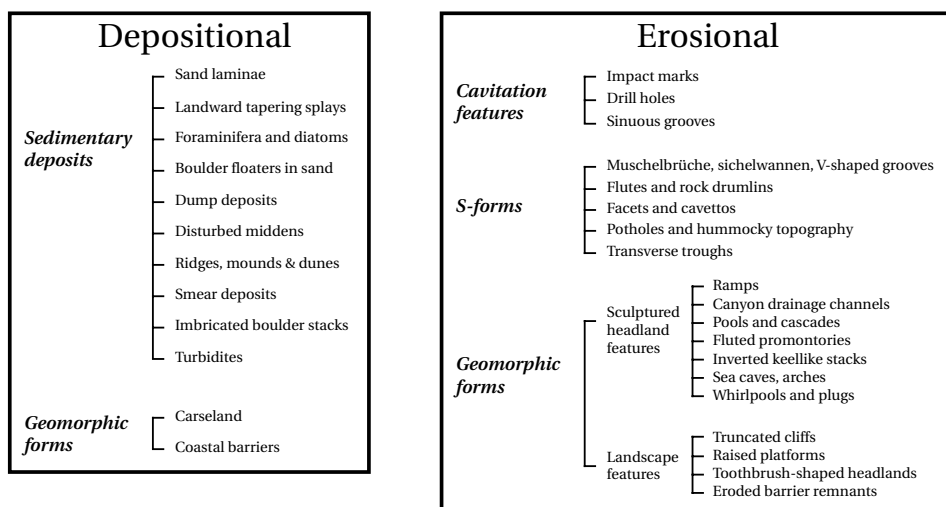 Depositional
Sedimentary
deposits
Sand laminae
Landward tapering splays
Foraminifera and diatoms
Boulder floaters in sand
Dump deposits
Disturbed middens
Ridges, mounds & dunes
Smear deposits
Imbricated boulder stacks
Turbidites
Geomorphic
forms
Carseland
Coastal barriers
Erosional
Cavitation
features
Impact marks
Drill holes
Sinuous grooves
S-forms
Muschelbrüche, sichelwannen, V-shaped grooves
Flutes and rock drumlins
Facets and cavettos
Potholes and hummocky topography
Transverse troughs
Geomorphic
forms
Sculptured
headland
features
Ramps
Canyon drainage channels
Pools and cascades
Fluted promontories
Inverted keellike stacks
Sea caves, arches
Whirlpools and plugs
Landscape
features
Truncated cliffs
Raised platforms
Toothbrush-shaped headlands
Eroded barrier remnants